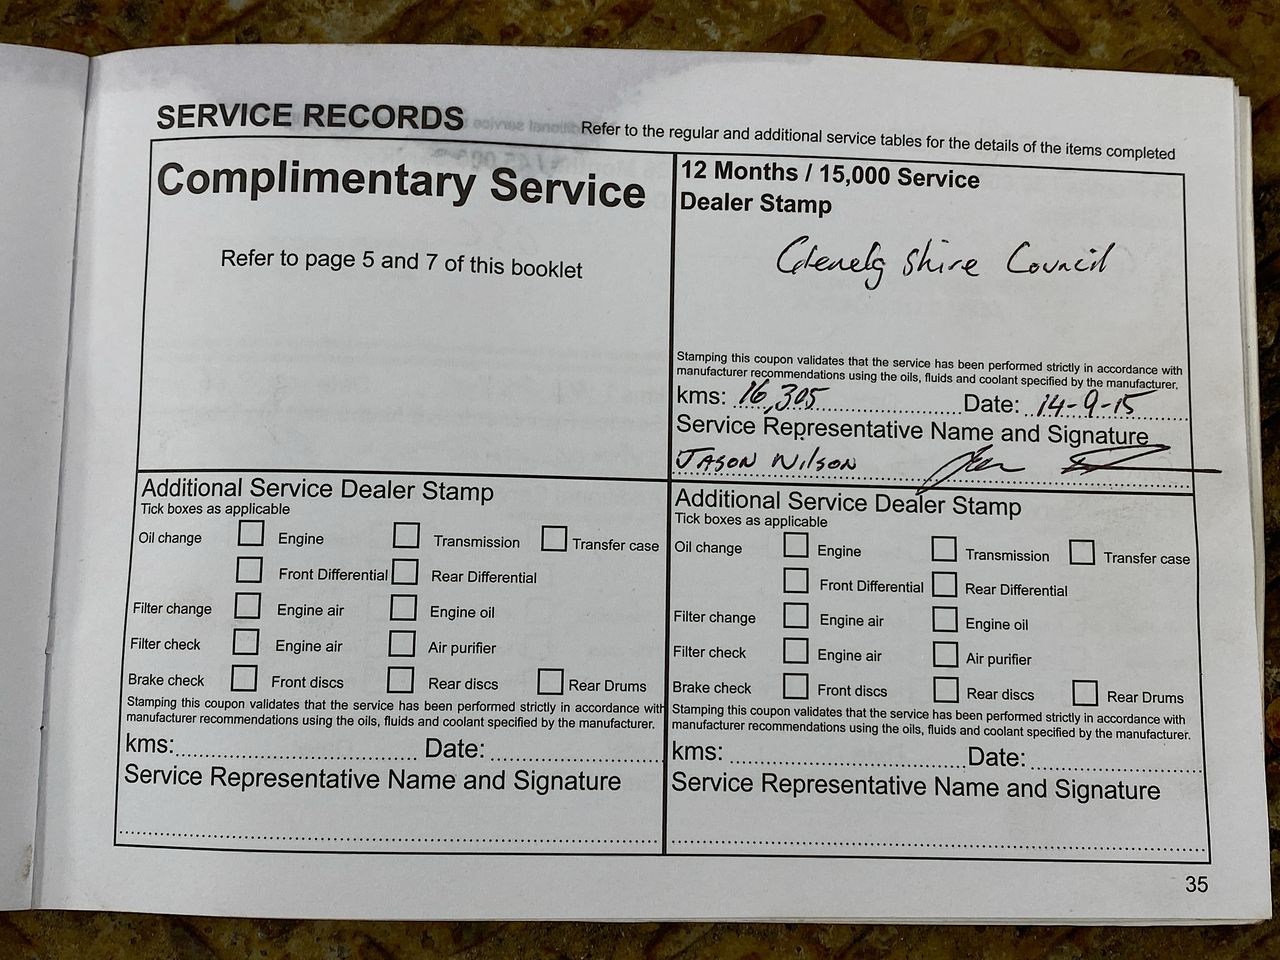 SERVICE RECORDS
Refer to the regular and additional service tables for the details of the items completed
Complimentary Service
Refer to page 5 and 7 of this booklet
12 Months / 15,000 Service
Dealer Stamp
Glenelg Shire Council
Stamping this coupon validates that the service has been performed strictly in accordance with
manufacturer recommendations using the oils, fluids and coolant specified by the manufacturer.
kms: 16,305 Date: 14-9-15
Service Representative Name and Signature
JASON WILSON
Additional Service Dealer Stamp
Tick boxes as applicable
Oil change Engine Transmission Transfer case
Front Differential Rear Differential
Filter change Engine air Engine oil
Filter check Engine air Air purifier
Brake check Front discs Rear discs Rear Drums
Stamping this coupon validates that the service has been performed strictly in accordance with
manufacturer recommendations using the oils, fluids and coolant specified by the manufacturer.
kms: Date:
Service Representative Name and Signature
Additional Service Dealer Stamp
Tick boxes as applicable
Oil change Engine Transmission Transfer case
Front Differential Rear Differential
Filter change Engine air Engine oil
Filter check Engine air Air purifier
Brake check Front discs Rear discs Rear Drums
Stamping this coupon validates that the service has been performed strictly in accordance with
manufacturer recommendations using the oils, fluids and coolant specified by the manufacturer.
kms: Date:
Service Representative Name and Signature
35